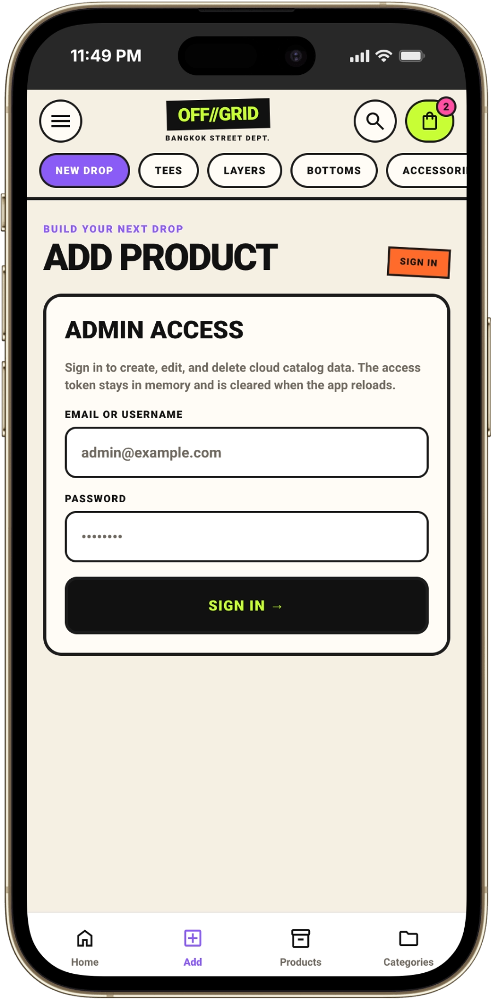 11:49 PM
OFF//GRID
BANGKOK STREET DEPT.
2
NEW DROP
TEES
LAYERS
BOTTOMS
ACCESSORI
BUILD YOUR NEXT DROP
ADD PRODUCT
SIGN IN
ADMIN ACCESS
Sign in to create, edit, and delete cloud catalog data. The access
token stays in memory and is cleared when the app reloads.
EMAIL OR USERNAME
admin@example.com
PASSWORD
••••••••
SIGN IN →
Home
Add
Products
Categories